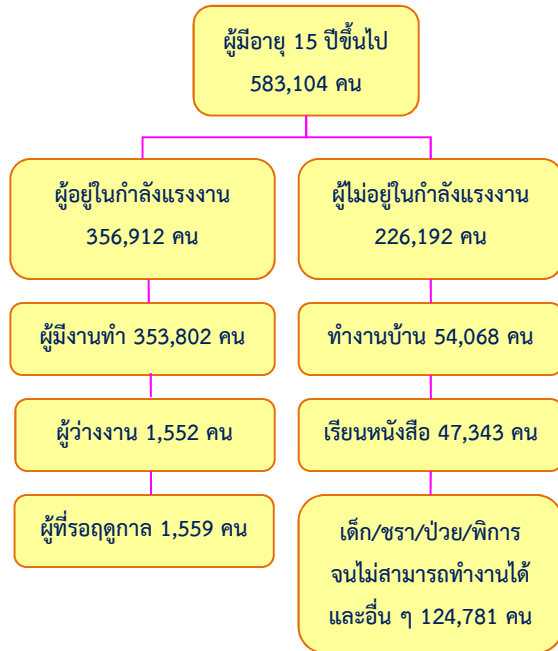 ผู้มีอายุ 15 ปีขึ้นไป
583,104 คน
ผู้อยู่ในกำลังแรงงาน
356,912 คน
ผู้มีงานทำ 353,802 คน
ผู้ว่างงาน 1,552 คน
ผู้ที่รอฤดูกาล 1,559 คน
ผู้ไม่อยู่ในกำลังแรงงาน
226,192 คน
ทำงานบ้าน 54,068 คน
เรียนหนังสือ 47,343 คน
เด็ก/ชรา/ป่วย/พิการ
จนไม่สามารถทำงานได้
และอื่น ๆ 124,781 คน